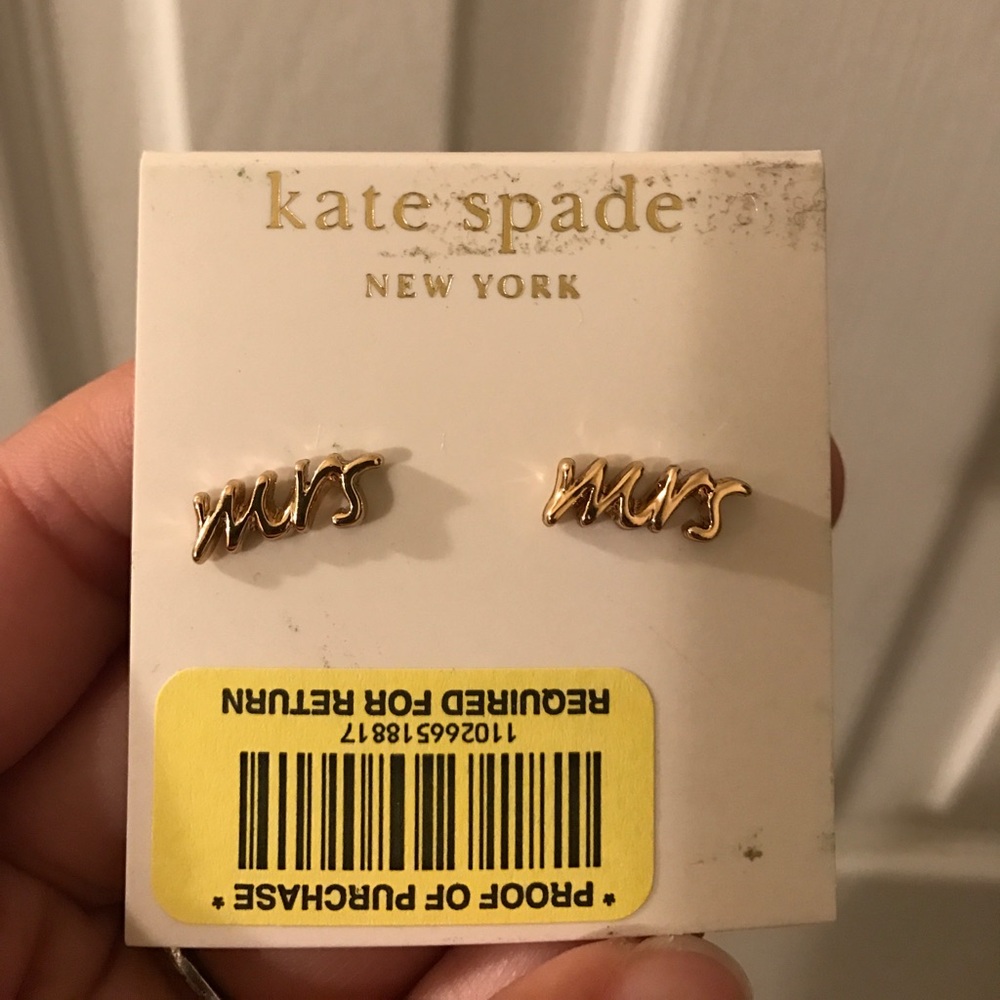 kate spade
NEW YORK
mrs
mrs
* PROOF OF PURCHASE *
110266518817
REQUIRED FOR RETURN